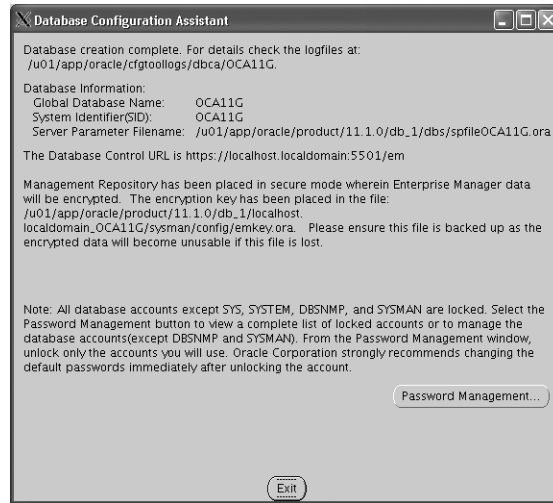 Database Configuration Assistant
Database creation complete. For details check the logfiles at:
/u01/app/oracle/cfgtoollogs/dbca/OCA11G.
Database Information:
Global Database Name: OCA11G
System Identifier(SID): OCA11G
Server Parameter Filename: /u01/app/oracle/product/11.1.0/db_1/dbs/spfileOCA11G.ora
The Database Control URL is https://localhost.localdomain:5501/em
Management Repository has been placed in secure mode wherein Enterprise Manager data
will be encrypted. The encryption key has been placed in the file:
/u01/app/oracle/product/11.1.0/db_1/localhost.
localdomain_OCA11G/sysman/config/emkey.ora. Please ensure this file is backed up as the
encrypted data will become unusable if this file is lost.
Note: All database accounts except SYS, SYSTEM, DBSNMP, and SYSMAN are locked. Select the
Password Management button to view a complete list of locked accounts or to manage the
database accounts(except DBSNMP and SYSMAN). From the Password Management window,
unlock only the accounts you will use. Oracle Corporation strongly recommends changing the
default passwords immediately after unlocking the account.
Password Management...
Exit